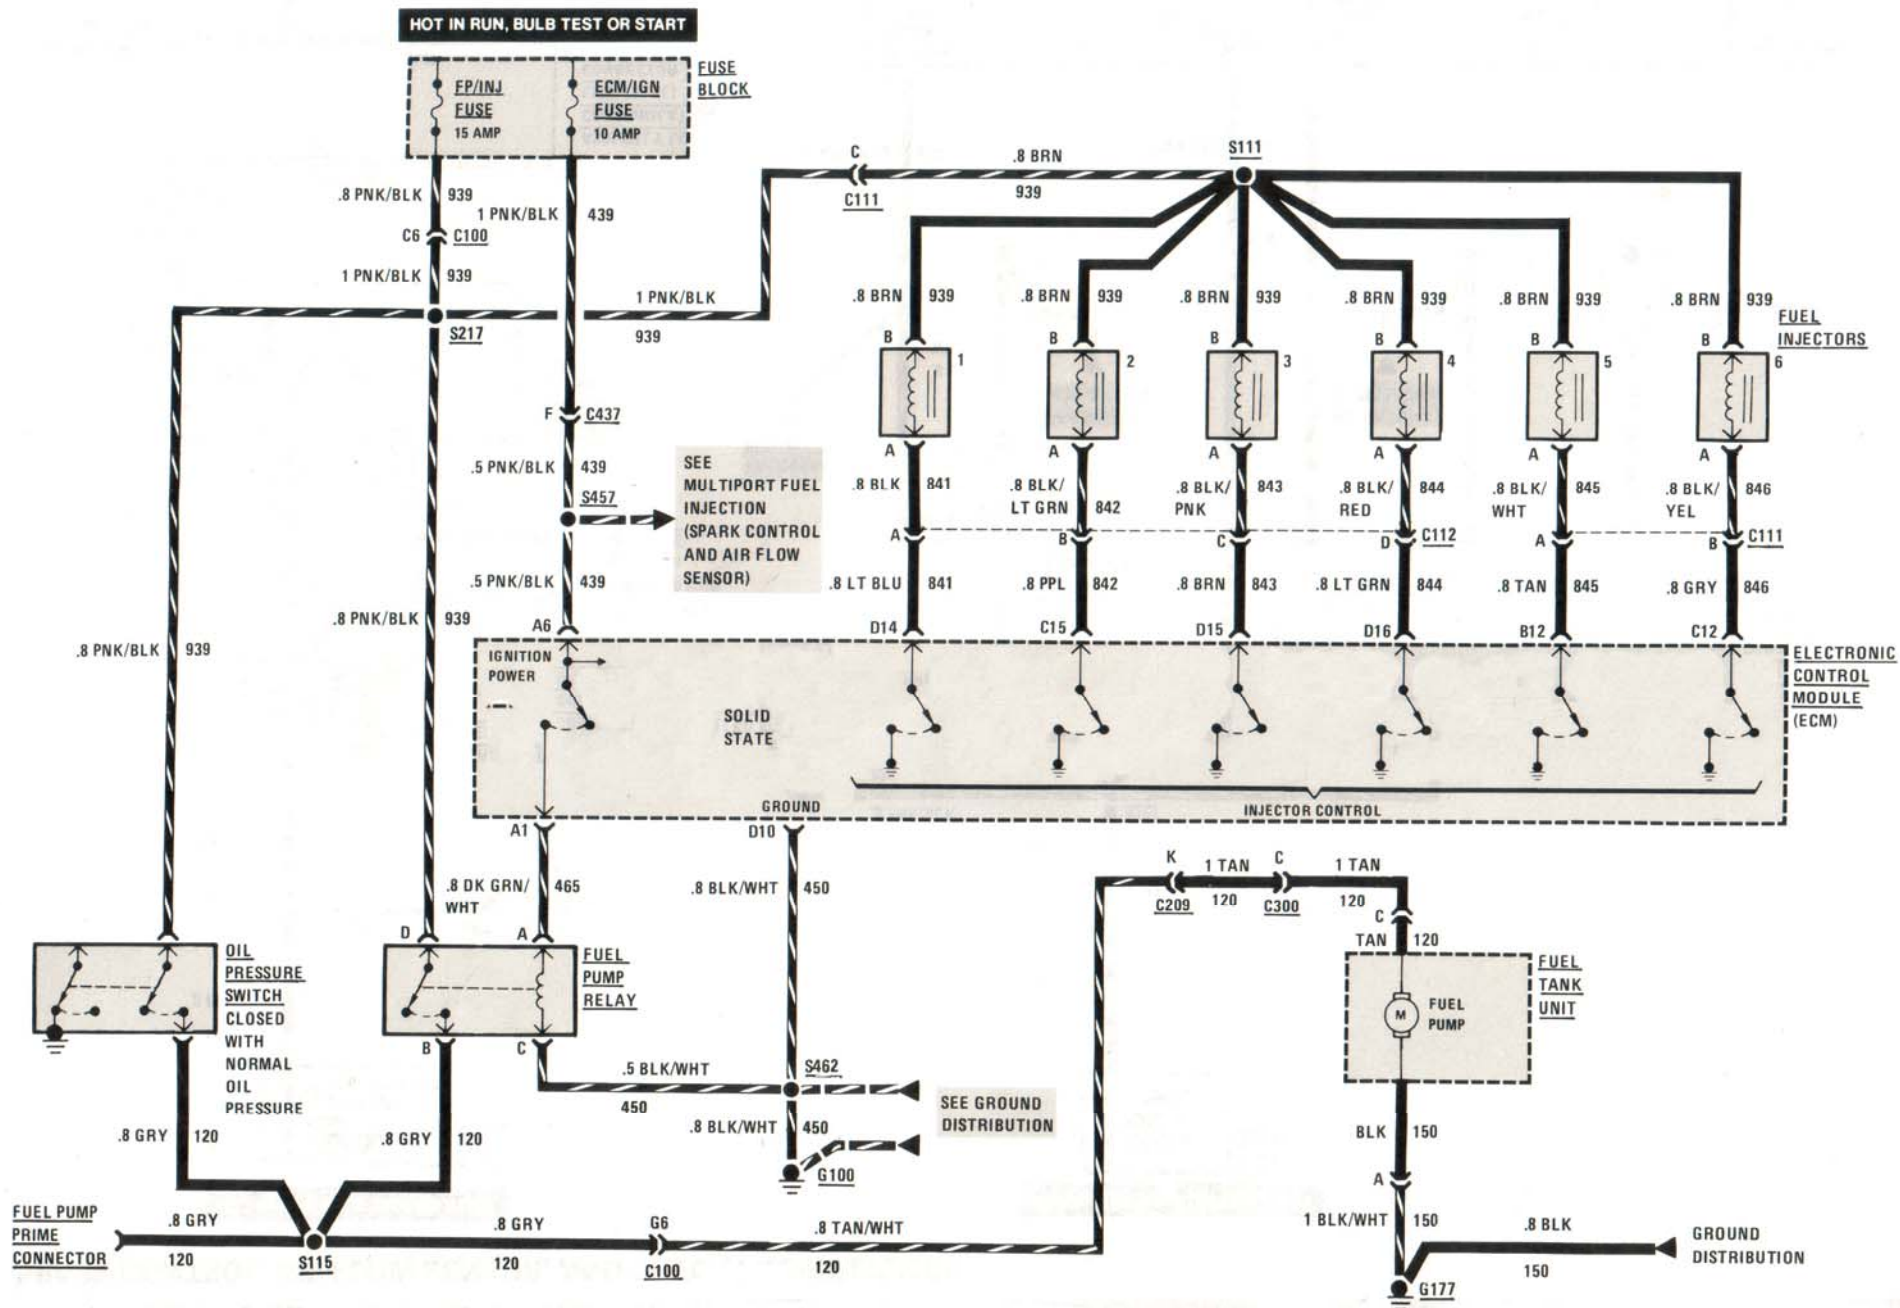 HOT IN RUN, BULB TEST OR START
FP/INJ
FUSE
15 AMP
ECM/IGN
FUSE
10 AMP
FUSE
BLOCK
.8 PNK/BLK
939
1 PNK/BLK
439
C6
C100
1 PNK/BLK
939
S217
1 PNK/BLK
939
C
C111
.8 BRN
939
S111
.8 BRN
939
.8 BRN
939
.8 BRN
939
.8 BRN
939
.8 BRN
939
.8 BRN
939
FUEL
INJECTORS
B
1
B
2
B
3
B
4
B
5
B
6
A
A
A
A
A
A
F
C437
.5 PNK/BLK
439
S457
SEE
MULTIPORT FUEL
INJECTION
(SPARK CONTROL
AND AIR FLOW
SENSOR)
.5 PNK/BLK
439
.8 BLK
841
.8 BLK/
LT GRN
842
.8 BLK/
PNK
843
.8 BLK/
RED
844
.8 BLK/
WHT
845
.8 BLK/
YEL
846
A
B
C
D
C112
A
B
C111
.8 LT BLU
841
.8 PPL
842
.8 BRN
843
.8 LT GRN
844
.8 TAN
845
.8 GRY
846
.8 PNK/BLK
939
.8 PNK/BLK
939
A6
D14
C15
D15
D16
B12
C12
IGNITION
POWER
SOLID
STATE
ELECTRONIC
CONTROL
MODULE
(ECM)
GROUND
INJECTOR CONTROL
A1
D10
.8 DK GRN/
WHT
465
.8 BLK/WHT
450
K
C209
1 TAN
120
C
C300
1 TAN
120
C
TAN
120
OIL
PRESSURE
SWITCH
CLOSED
WITH
NORMAL
OIL
PRESSURE
D
A
FUEL
PUMP
RELAY
B
C
M
FUEL
PUMP
FUEL
TANK
UNIT
.5 BLK/WHT
450
S462
SEE GROUND
DISTRIBUTION
.8 BLK/WHT
450
G100
.8 GRY
120
.8 GRY
120
BLK
150
A
1 BLK/WHT
150
FUEL PUMP
PRIME
CONNECTOR
.8 GRY
120
S115
.8 GRY
120
G6
C100
.8 TAN/WHT
120
.8 BLK
150
GROUND
DISTRIBUTION
G177